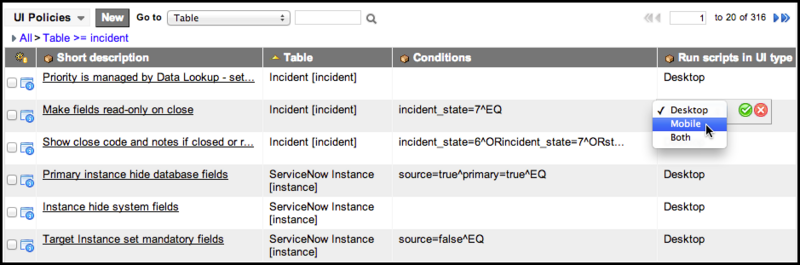 UI Policies New Go to Table 1 to 20 of 316
All > Table >= incident
Short description Table Conditions Run scripts in UI type
Priority is managed by Data Lookup - set... Incident [incident] Desktop
Make fields read-only on close Incident [incident] incident_state=7^EQ ✓ Desktop
Mobile
Both
Show close code and notes if closed or r... Incident [incident] incident_state=6^ORincident_state=7^ORst...
Primary instance hide database fields ServiceNow Instance source=true^primary=true^EQ Desktop
[instance]
Instance hide system fields ServiceNow Instance Desktop
[instance]
Target Instance set mandatory fields ServiceNow Instance source=false^EQ Desktop
[instance]